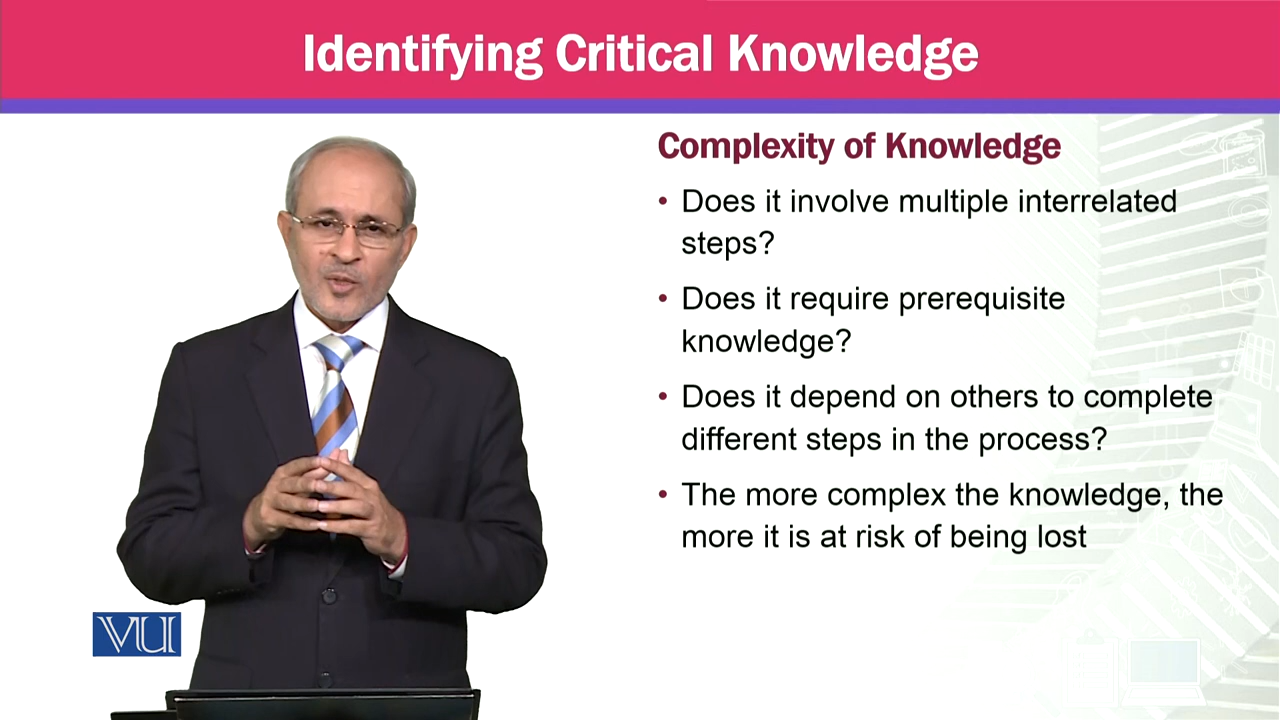 Identifying Critical Knowledge
Complexity of Knowledge
• Does it involve multiple interrelated
steps?
• Does it require prerequisite
knowledge?
• Does it depend on others to complete
different steps in the process?
• The more complex the knowledge, the
more it is at risk of being lost
VU